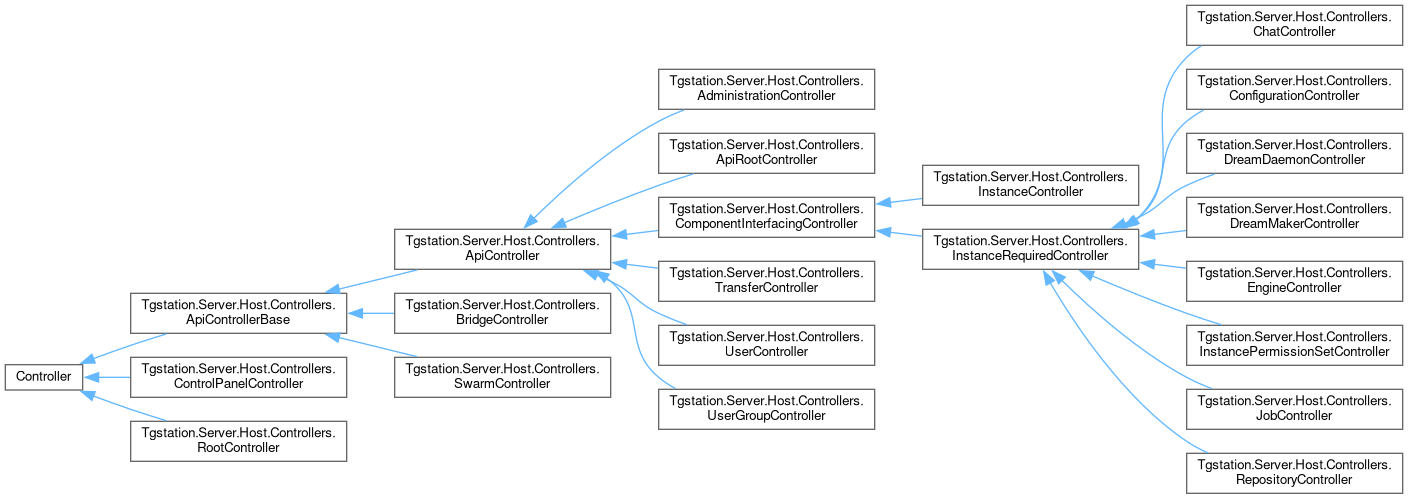 Controller
Tgstation.Server.Host.Controllers.
ApiControllerBase
Tgstation.Server.Host.Controllers.
ControlPanelController
Tgstation.Server.Host.Controllers.
RootController
Tgstation.Server.Host.Controllers.
ApiController
Tgstation.Server.Host.Controllers.
BridgeController
Tgstation.Server.Host.Controllers.
SwarmController
Tgstation.Server.Host.Controllers.
AdministrationController
Tgstation.Server.Host.Controllers.
ApiRootController
Tgstation.Server.Host.Controllers.
ComponentInterfacingController
Tgstation.Server.Host.Controllers.
TransferController
Tgstation.Server.Host.Controllers.
UserController
Tgstation.Server.Host.Controllers.
UserGroupController
Tgstation.Server.Host.Controllers.
InstanceController
Tgstation.Server.Host.Controllers.
InstanceRequiredController
Tgstation.Server.Host.Controllers.
ChatController
Tgstation.Server.Host.Controllers.
ConfigurationController
Tgstation.Server.Host.Controllers.
DreamDaemonController
Tgstation.Server.Host.Controllers.
DreamMakerController
Tgstation.Server.Host.Controllers.
EngineController
Tgstation.Server.Host.Controllers.
InstancePermissionSetController
Tgstation.Server.Host.Controllers.
JobController
Tgstation.Server.Host.Controllers.
RepositoryController